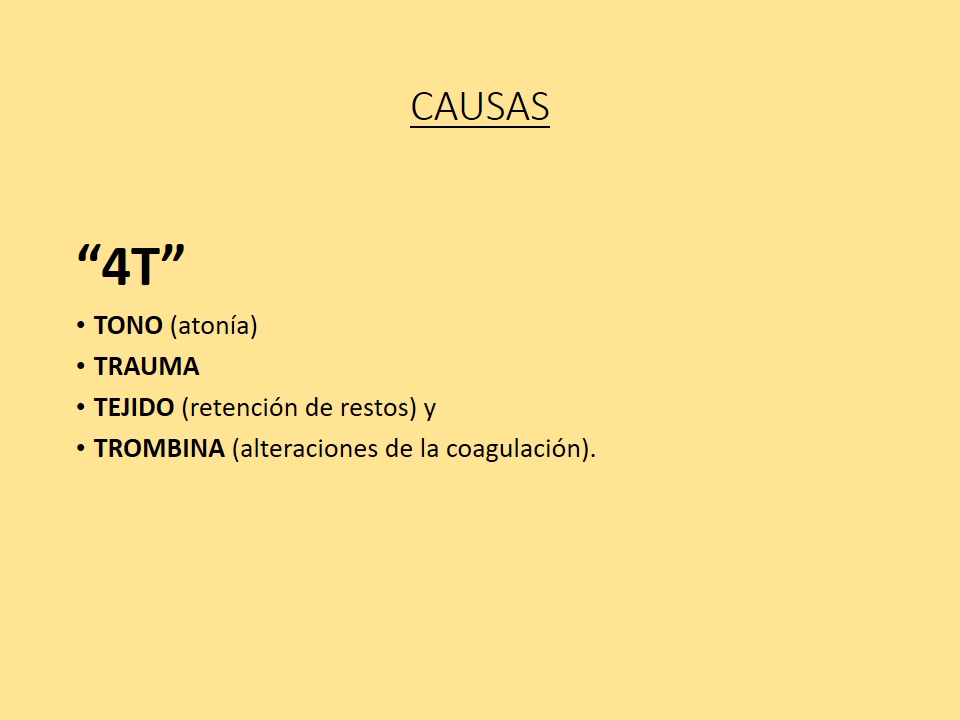 CAUSAS
“4T”
• TONO (atonía)
• TRAUMA
• TEJIDO (retención de restos) y
• TROMBINA (alteraciones de la coagulación).